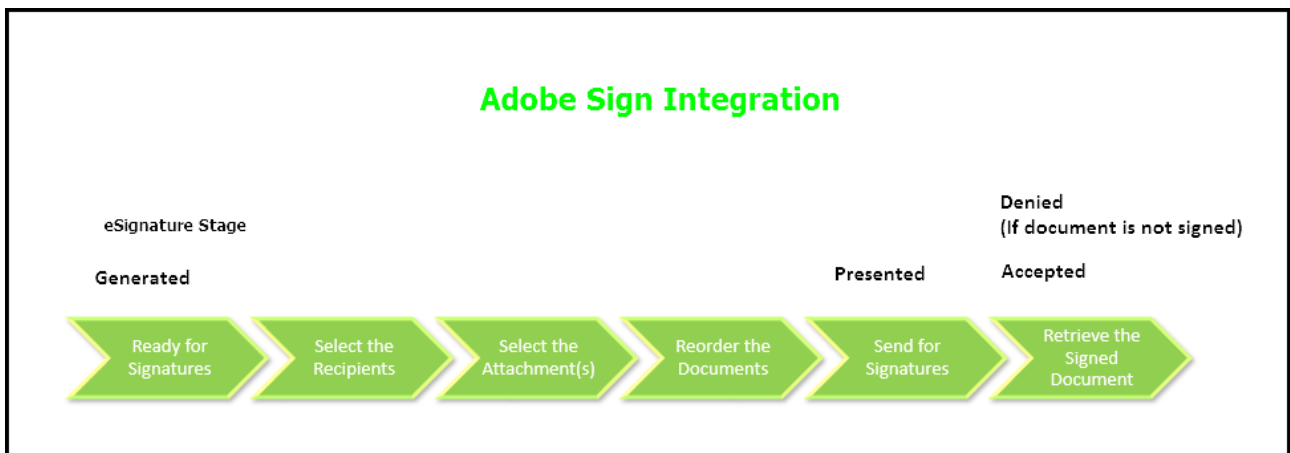 Adobe Sign Integration
eSignature Stage
Denied
(If document is not signed)
Generated
Presented
Accepted
Ready for
Signatures
Select the
Recipients
Select the
Attachment(s)
Reorder the
Documents
Send for
Signatures
Retrieve the
Signed
Document